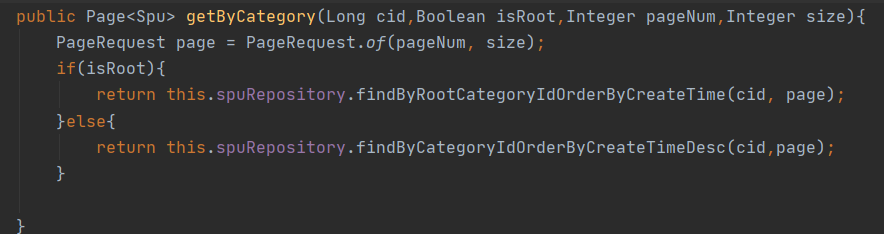 public Page<Spu> getByCategory(Long cid,Boolean isRoot,Integer pageNum,Integer size){
    PageRequest page = PageRequest.of(pageNum, size);
    if(isRoot){
        return this.spuRepository.findByRootCategoryIdOrderByCreateTime(cid, page);
    }else{
        return this.spuRepository.findByCategoryIdOrderByCreateTimeDesc(cid,page);
    }
}